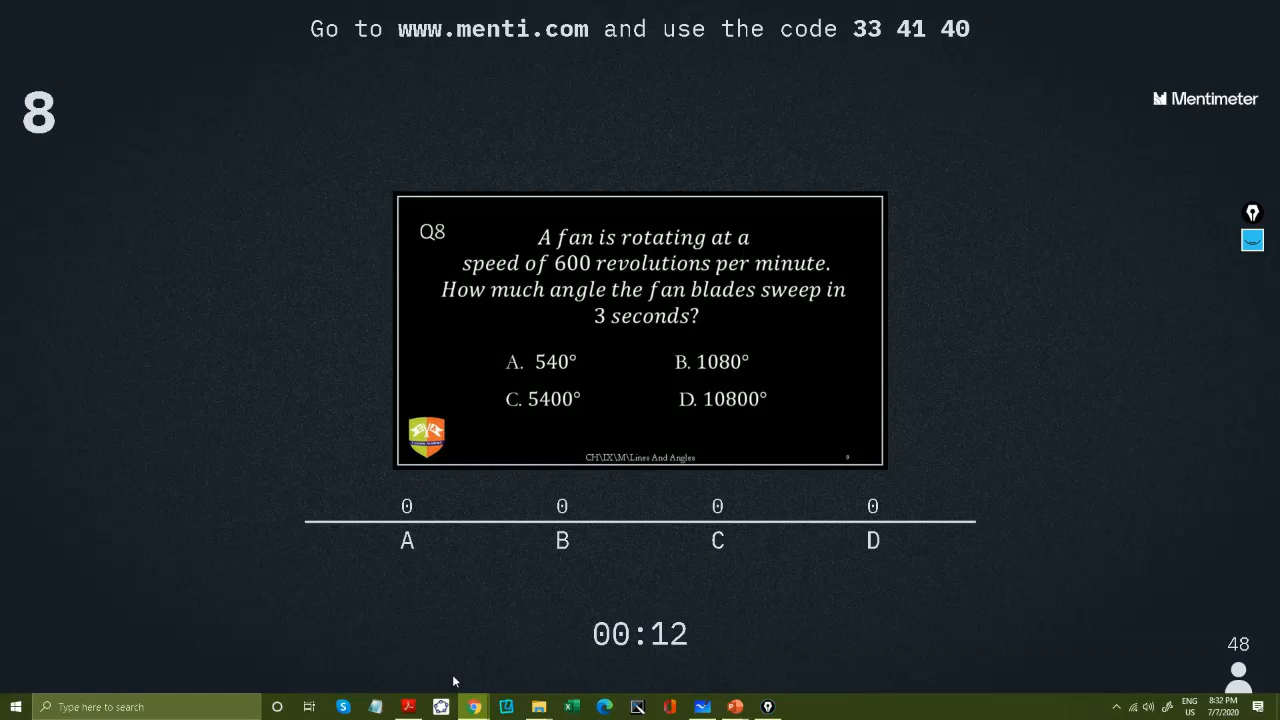 Go to www.menti.com and use the code 33 41 40
8
Mentimeter
Q8
A fan is rotating at a
speed of 600 revolutions per minute.
How much angle the fan blades sweep in
3 seconds?
A. 540° B. 1080°
C. 5400° D. 10800°
CH\IX\M\Lines And Angles 9
0 0 0 0
A B C D
00:12
48
Type here to search
ENG 8:32 PM
US 7/7/2020